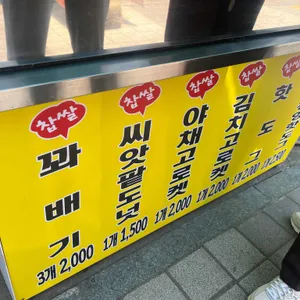 찹쌀
꽈배기
3개 2,000
찹쌀
씨앗팥도넛
1개 1,500
찹쌀
야채고로켓
1개 2,000
찹쌀
김치고로켓
1개 2,000
찹쌀
핫도그